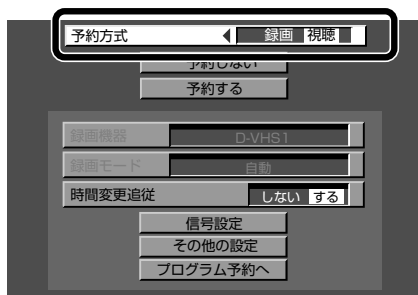 予約方式 ◀ 録画 視聴
予約しない
予約する
録画機器 D-VHS1
録画モード 自動
時間変更追従 しない する
信号設定
その他の設定
プログラム予約へ